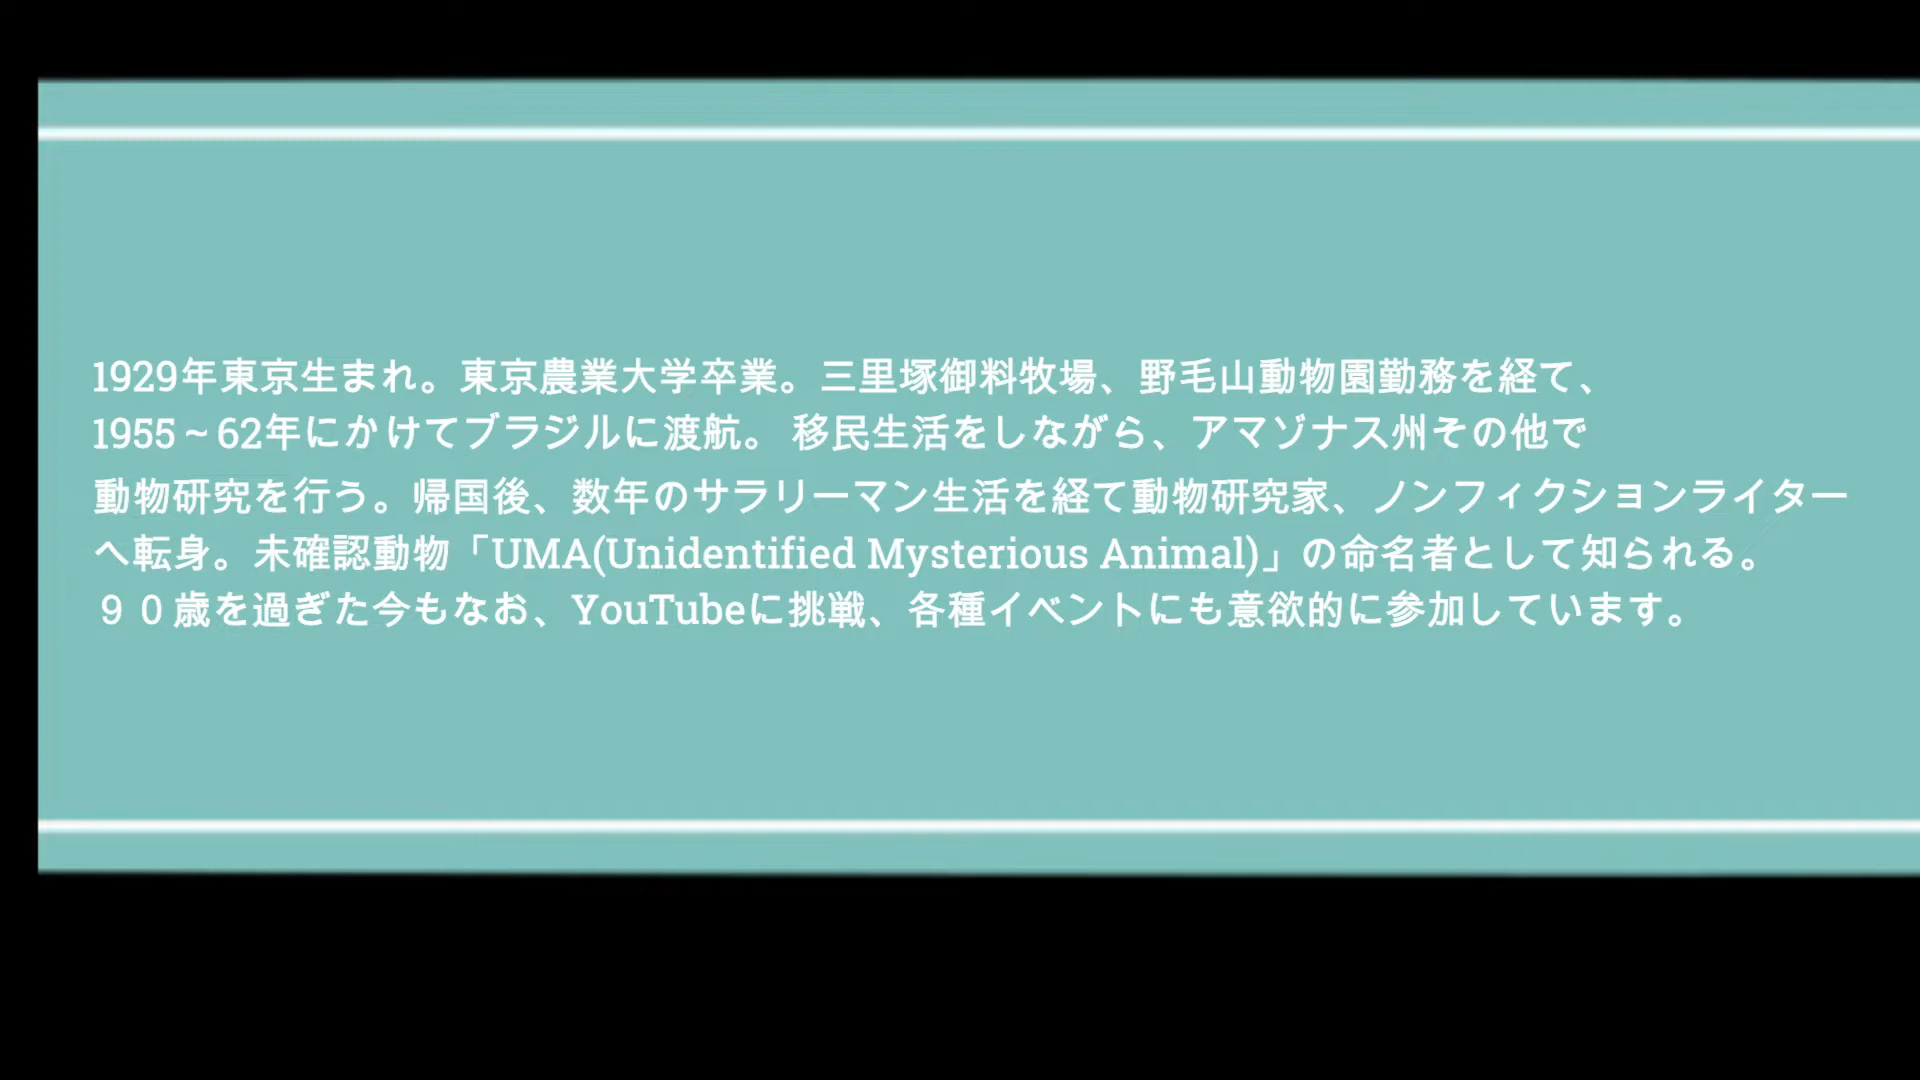 1929年東京生まれ。東京農業大学卒業。三里塚御料牧場、野毛山動物園勤務を経て、
1955～62年にかけてブラジルに渡航。 移民生活をしながら、アマゾナス州その他で
動物研究を行う。帰国後、数年のサラリーマン生活を経て動物研究家、ノンフィクションライター
へ転身。未確認動物「UMA(Unidentified Mysterious Animal)」の命名者として知られる。
９０歳を過ぎた今もなお、YouTubeに挑戦、各種イベントにも意欲的に参加しています。